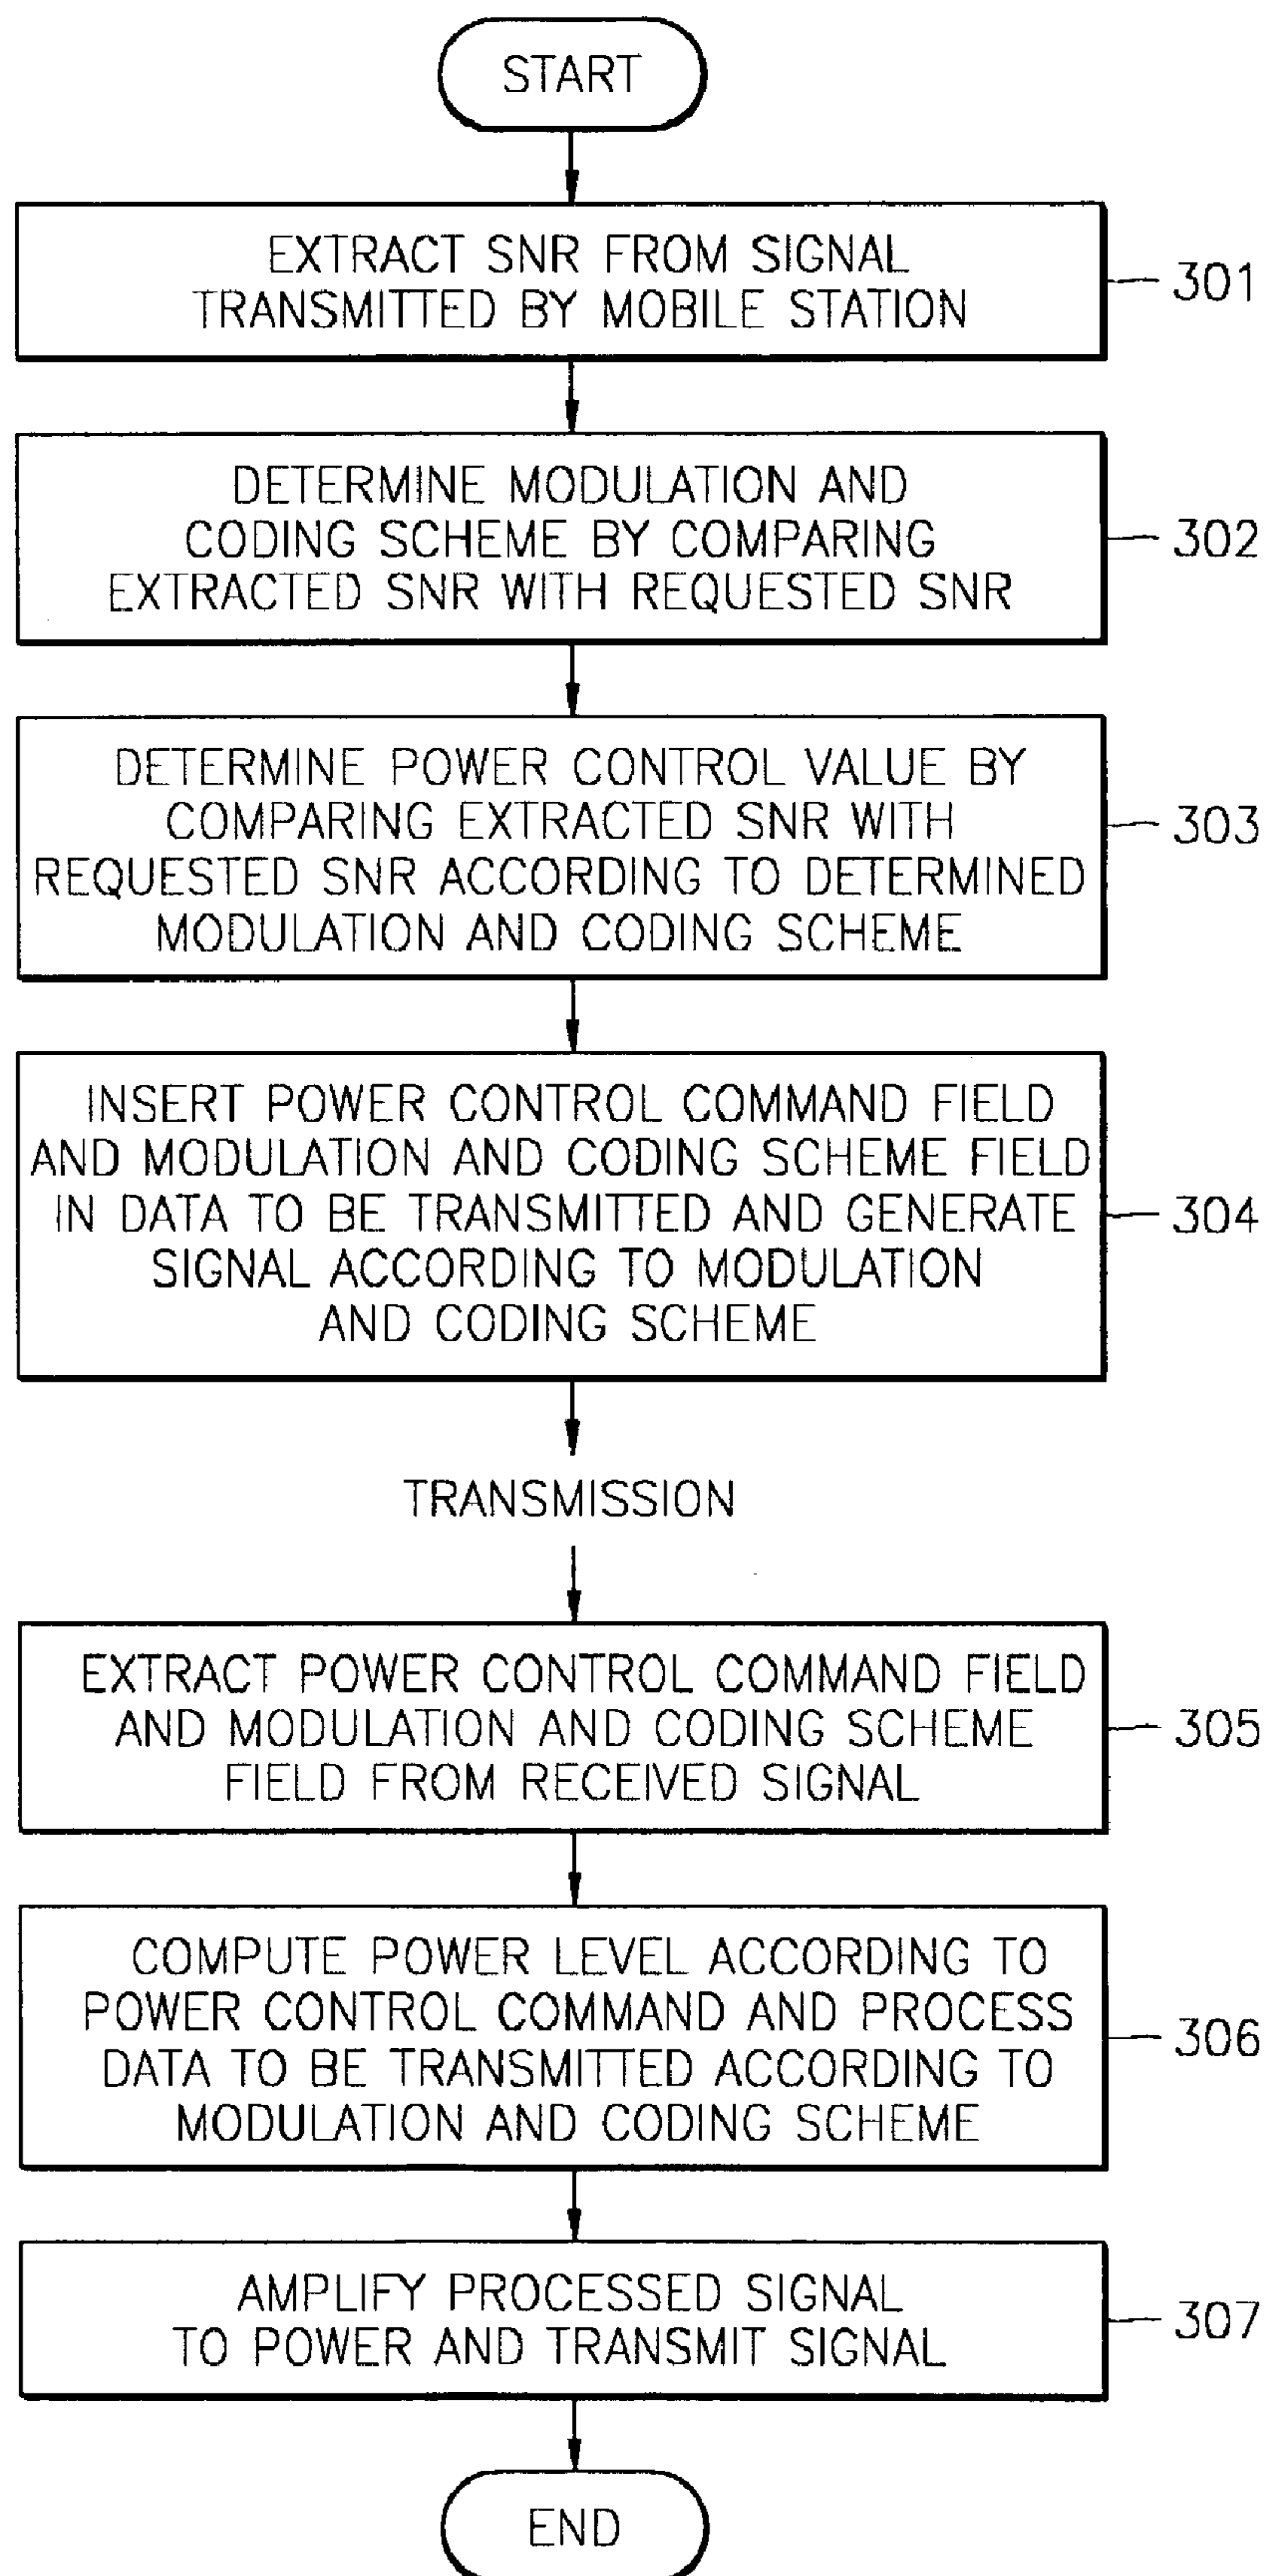 START
EXTRACT SNR FROM SIGNAL
TRANSMITTED BY MOBILE STATION
301
DETERMINE MODULATION AND
CODING SCHEME BY COMPARING
EXTRACTED SNR WITH REQUESTED SNR
302
DETERMINE POWER CONTROL VALUE BY
COMPARING EXTRACTED SNR WITH
REQUESTED SNR ACCORDING TO DETERMINED
MODULATION AND CODING SCHEME
303
INSERT POWER CONTROL COMMAND FIELD
AND MODULATION AND CODING SCHEME FIELD
IN DATA TO BE TRANSMITTED AND GENERATE
SIGNAL ACCORDING TO MODULATION
AND CODING SCHEME
304
TRANSMISSION
EXTRACT POWER CONTROL COMMAND FIELD
AND MODULATION AND CODING SCHEME
FIELD FROM RECEIVED SIGNAL
305
COMPUTE POWER LEVEL ACCORDING TO
POWER CONTROL COMMAND AND PROCESS
DATA TO BE TRANSMITTED ACCORDING TO
MODULATION AND CODING SCHEME
306
AMPLIFY PROCESSED SIGNAL
TO POWER AND TRANSMIT SIGNAL
307
END